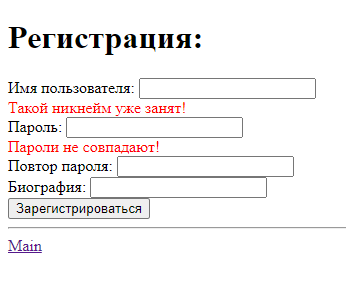 Регистрация:
Имя пользователя:
Такой никнейм уже занят!
Пароль:
Пароли не совпадают!
Повтор пароля:
Биография:
Зарегистрироваться
Main